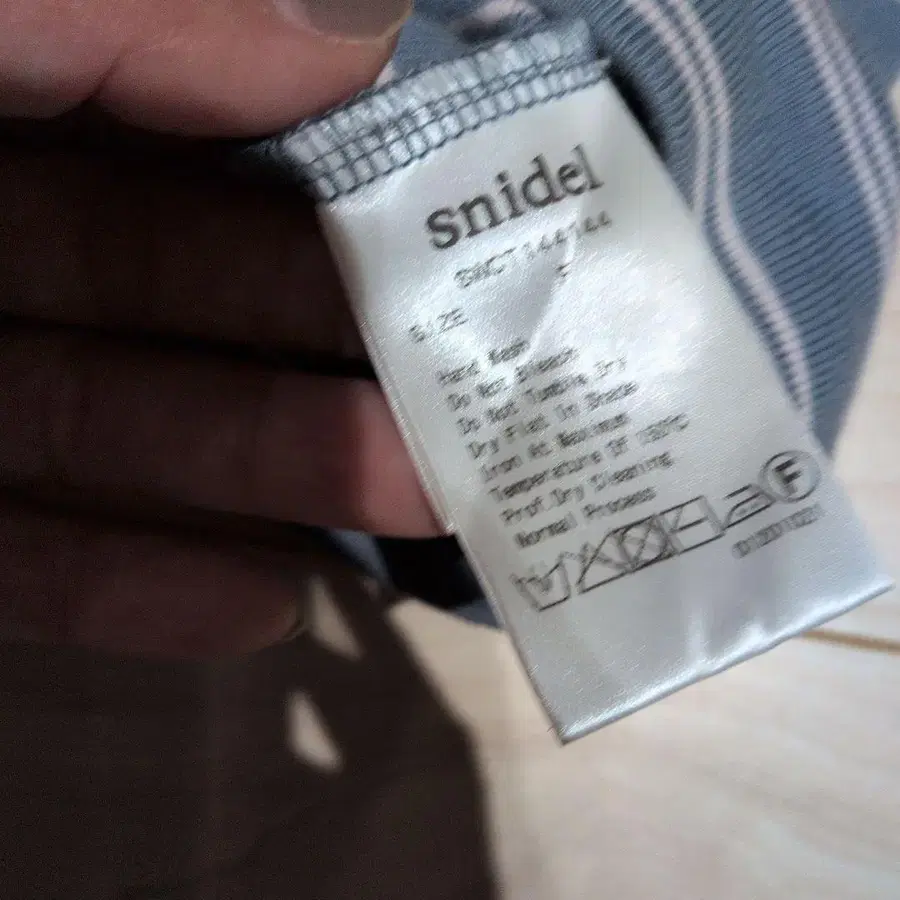 snidel
SWCT144144
SIZE F
Hand Wash
Do Not Bleach
Do Not Tumble Dry
Dry Flat In Shade
Iron At Maximum
Temperature Of 150℃
Prof.Dry Cleaning
Normal Process
F